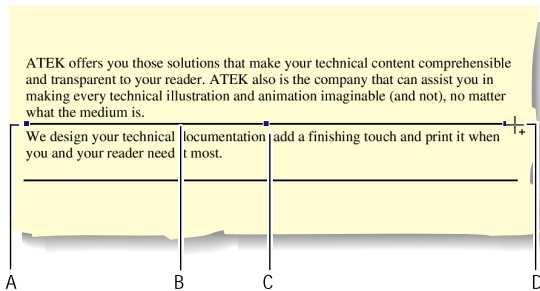 ATEK offers you those solutions that make your technical content comprehensible
and transparent to your reader. ATEK also is the company that can assist you in
making every technical illustration and animation imaginable (and not), no matter
what the medium is.
We design your technical documentation, add a finishing touch and print it when
you and your reader need it most.
A B C D